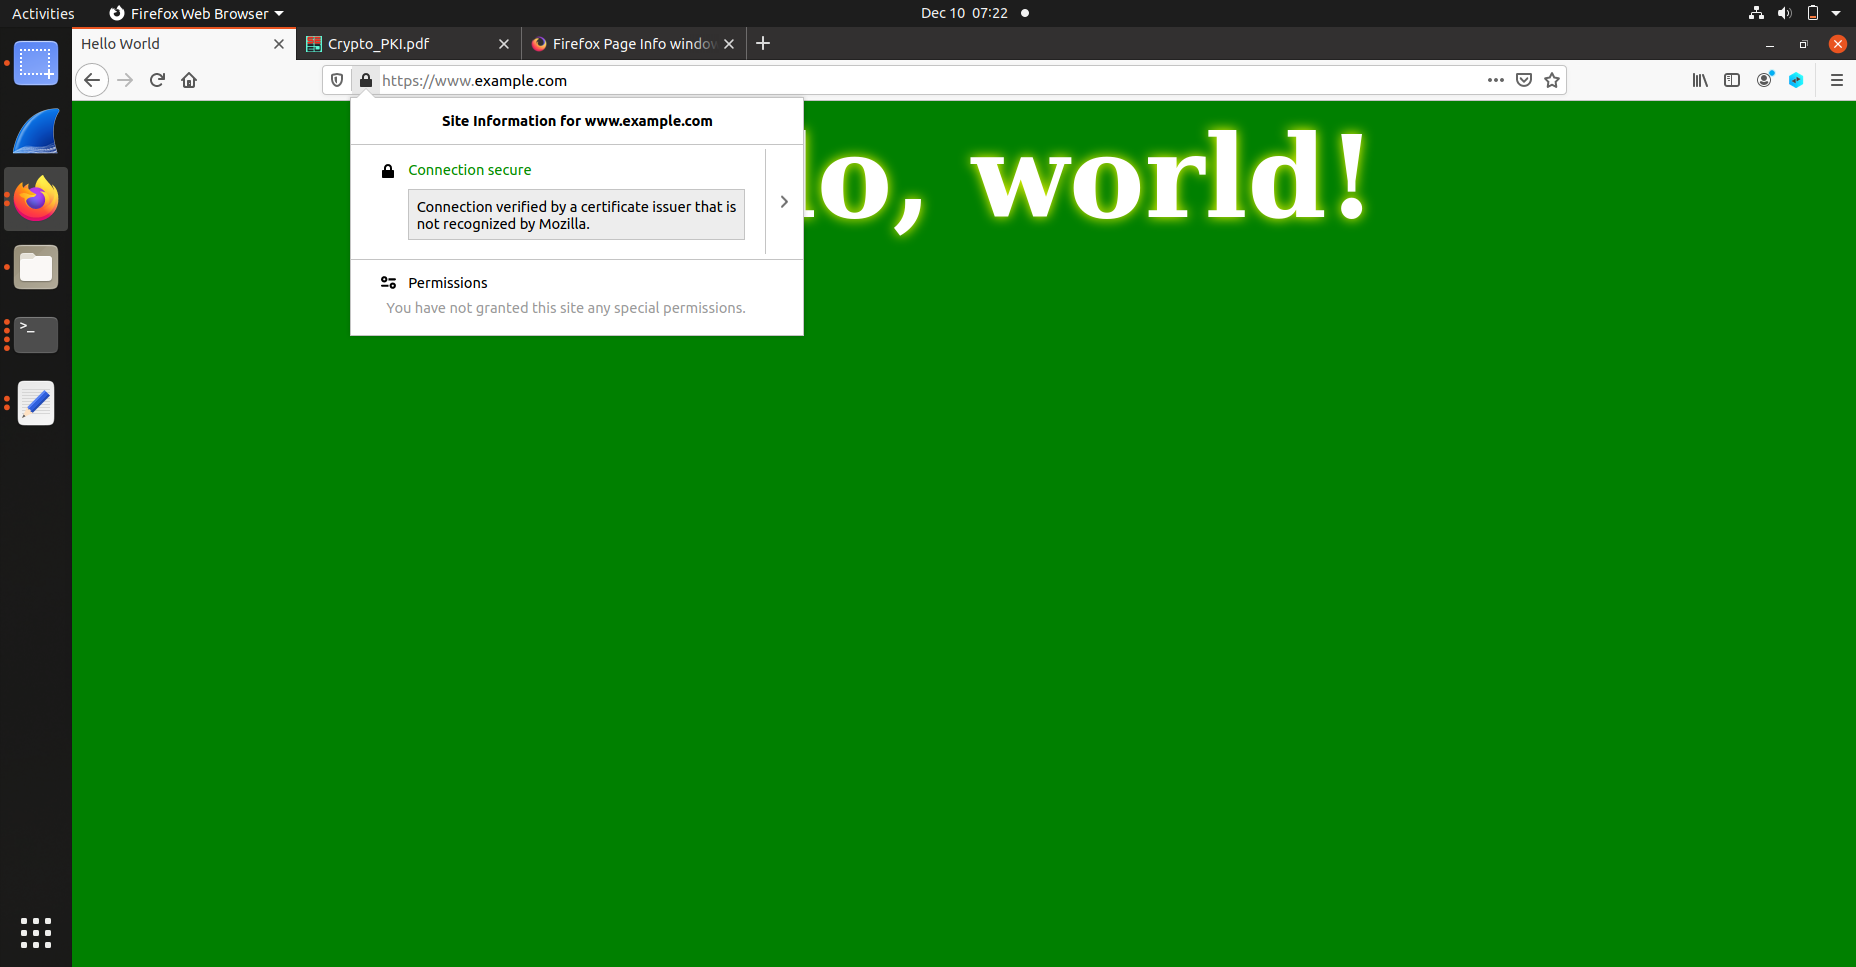 Activities
Firefox Web Browser
Dec 10 07:22
Hello World
Crypto_PKI.pdf
Firefox Page Info window
https://www.example.com
Site Information for www.example.com
Connection secure
Connection verified by a certificate issuer that is
not recognized by Mozilla.
lo, world!
Permissions
You have not granted this site any special permissions.
>_